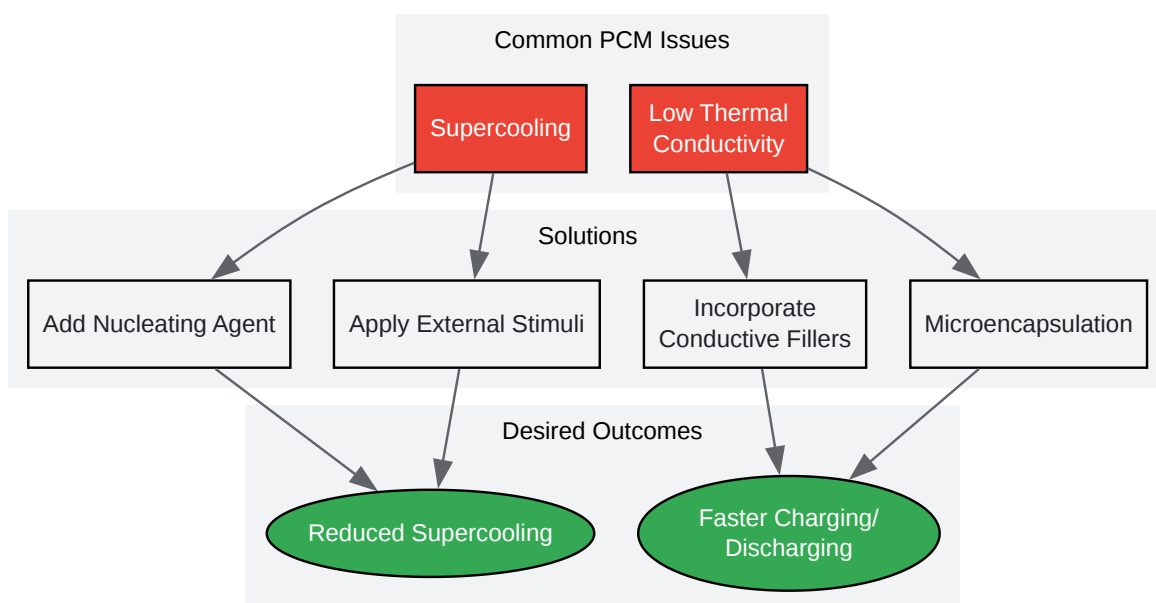 Common PCM Issues
Supercooling
Low Thermal
Conductivity
Solutions
Add Nucleating Agent
Apply External Stimuli
Incorporate
Conductive Fillers
Microencapsulation
Desired Outcomes
Reduced Supercooling
Faster Charging/
Discharging